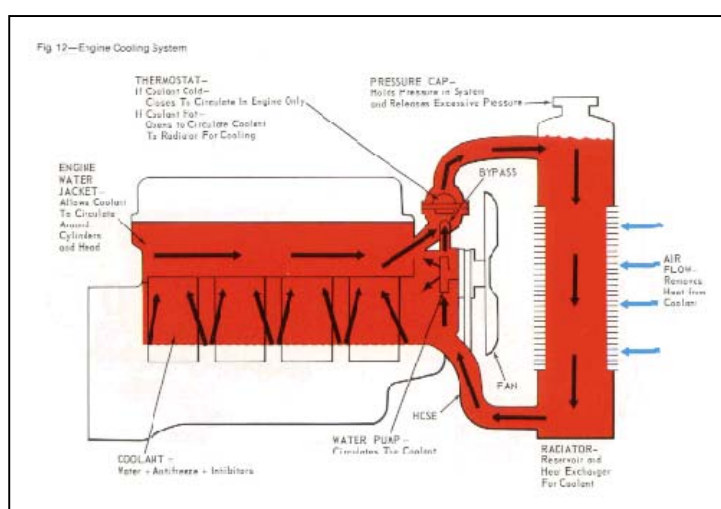 Fig. 12—Engine Cooling System
THERMOSTAT—
If Coolant Cold—
Closes To Circulate In Engine Only
If Coolant Hot—
Opens to Circulate Coolant
To Radiator For Cooling
PRESSURE CAP—
Holds Pressure in System
and Releases Excessive Pressure
ENGINE
WATER
JACKET—
Allows Coolant
To Circulate
Around
Cylinders
and Head
BYPASS
AIR
FLOW—
Removes
Heat from
Coolant
FAN
HOSE
WATER PUMP—
Circulates The Coolant
COOLANT—
Water + Antifreeze + Inhibitors
RADIATOR—
Reservoir and
Heat Exchanger
For Coolant